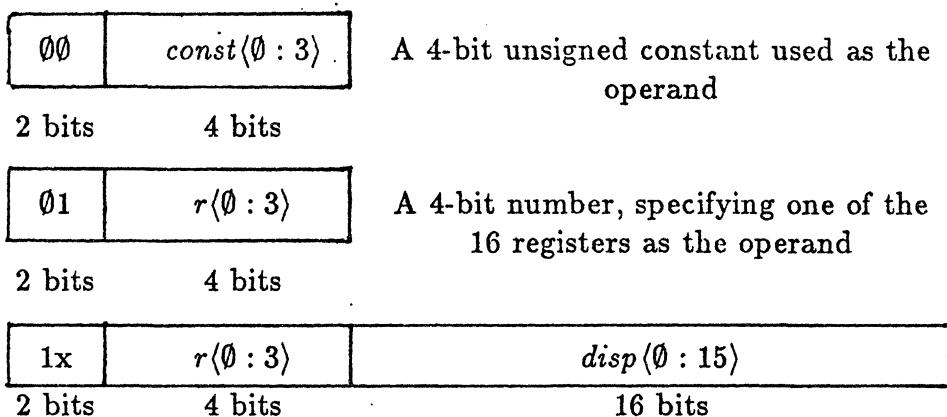 ∅∅ const⟨∅ : 3⟩ A 4-bit unsigned constant used as the
operand
2 bits 4 bits
∅1 r⟨∅ : 3⟩ A 4-bit number, specifying one of the
16 registers as the operand
2 bits 4 bits
1x r⟨∅ : 3⟩ disp⟨∅ : 15⟩
2 bits 4 bits 16 bits